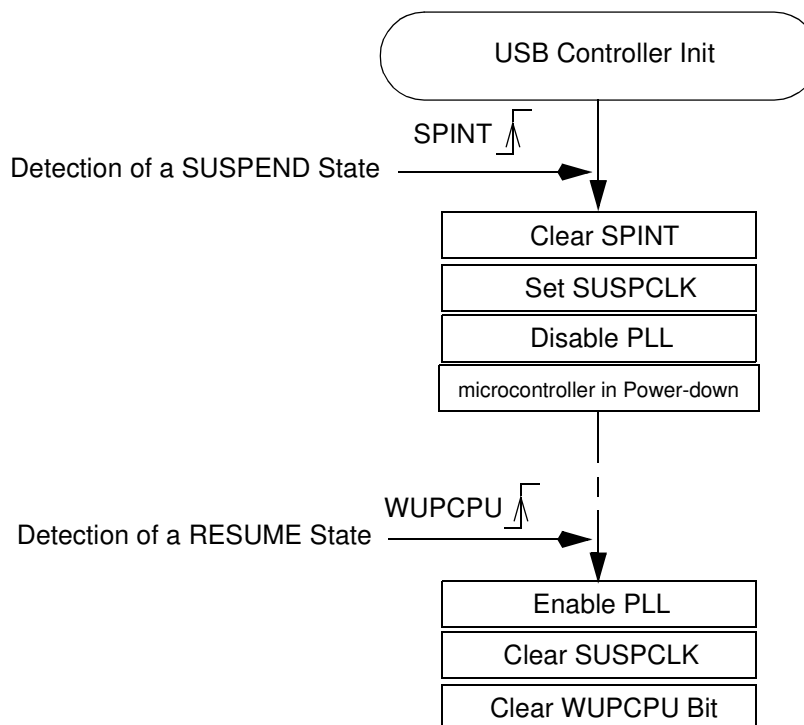 USB Controller Init
SPINT
Detection of a SUSPEND State
Clear SPINT
Set SUSPCLK
Disable PLL
microcontroller in Power-down
WUPCPU
Detection of a RESUME State
Enable PLL
Clear SUSPCLK
Clear WUPCPU Bit